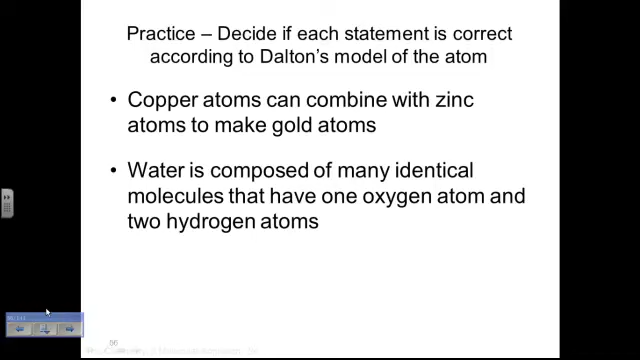 Practice – Decide if each statement is correct
according to Dalton's model of the atom
• Copper atoms can combine with zinc
atoms to make gold atoms
• Water is composed of many identical
molecules that have one oxygen atom and
two hydrogen atoms